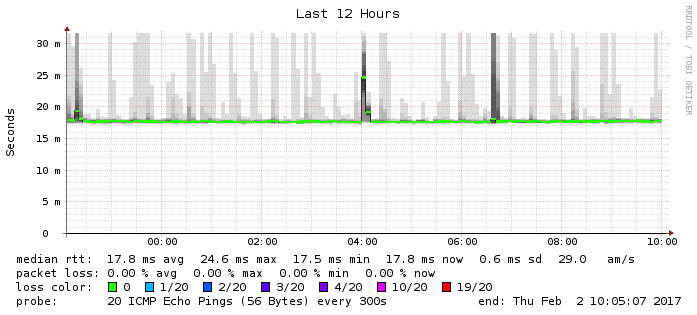 Last 12 Hours
RRDTOOL / TOBI OETIKER
Seconds
30 m
25 m
20 m
15 m
10 m
5 m
0
00:00 02:00 04:00 06:00 08:00 10:00
median rtt: 17.8 ms avg 24.6 ms max 17.5 ms min 17.8 ms now 0.6 ms sd 29.0 am/s
packet loss: 0.00 % avg 0.00 % max 0.00 % min 0.00 % now
loss color: 0 1/20 2/20 3/20 4/20 10/20 19/20
probe: 20 ICMP Echo Pings (56 Bytes) every 300s end: Thu Feb 2 10:05:07 2017